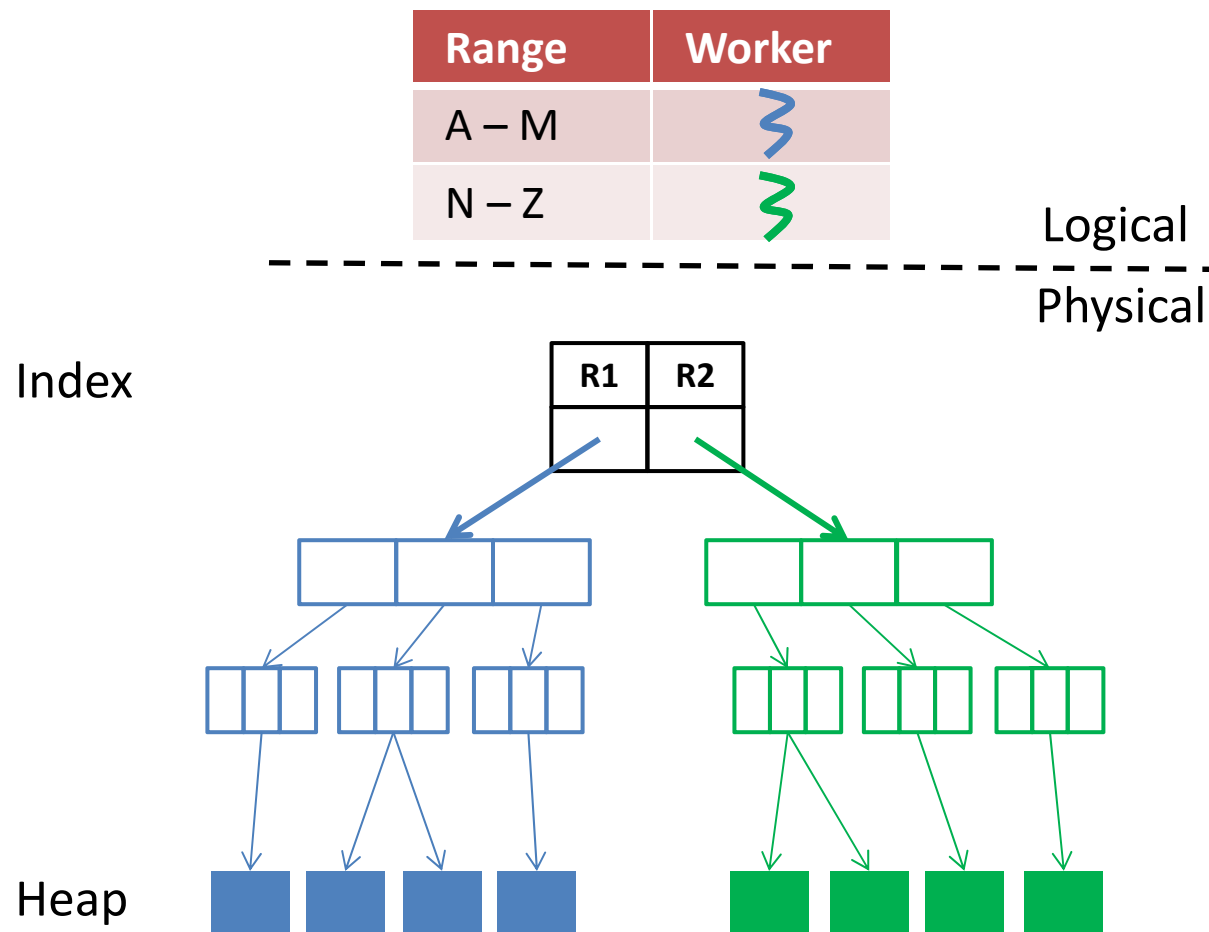 Range Worker
A – M
N – Z
Logical
Physical
Index
R1 R2
Heap